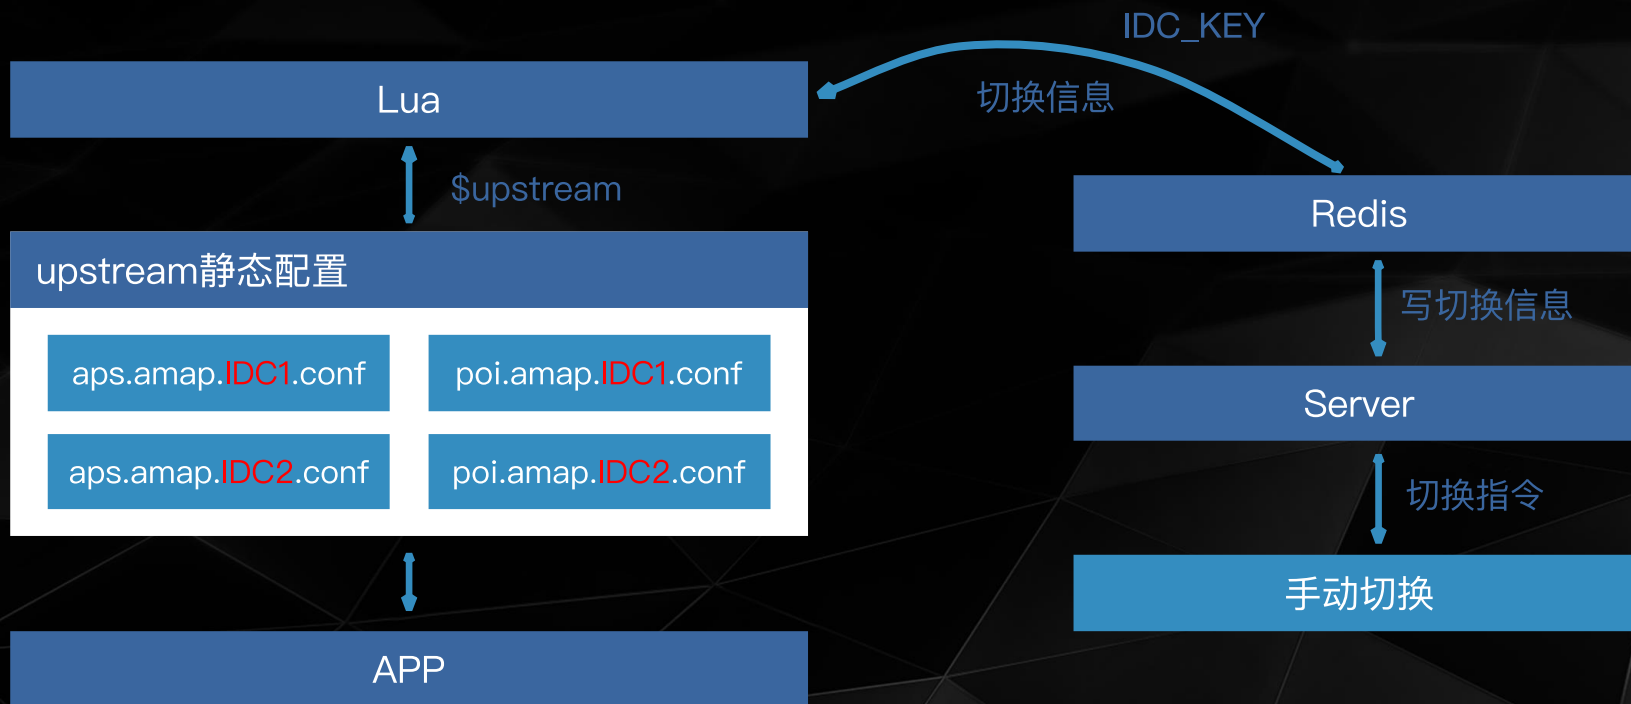 IDC_KEY
Lua
切换信息
$upstream
Redis
upstream静态配置
写切换信息
aps.amap.IDC1.conf
poi.amap.IDC1.conf
Server
aps.amap.IDC2.conf
poi.amap.IDC2.conf
切换指令
手动切换
APP